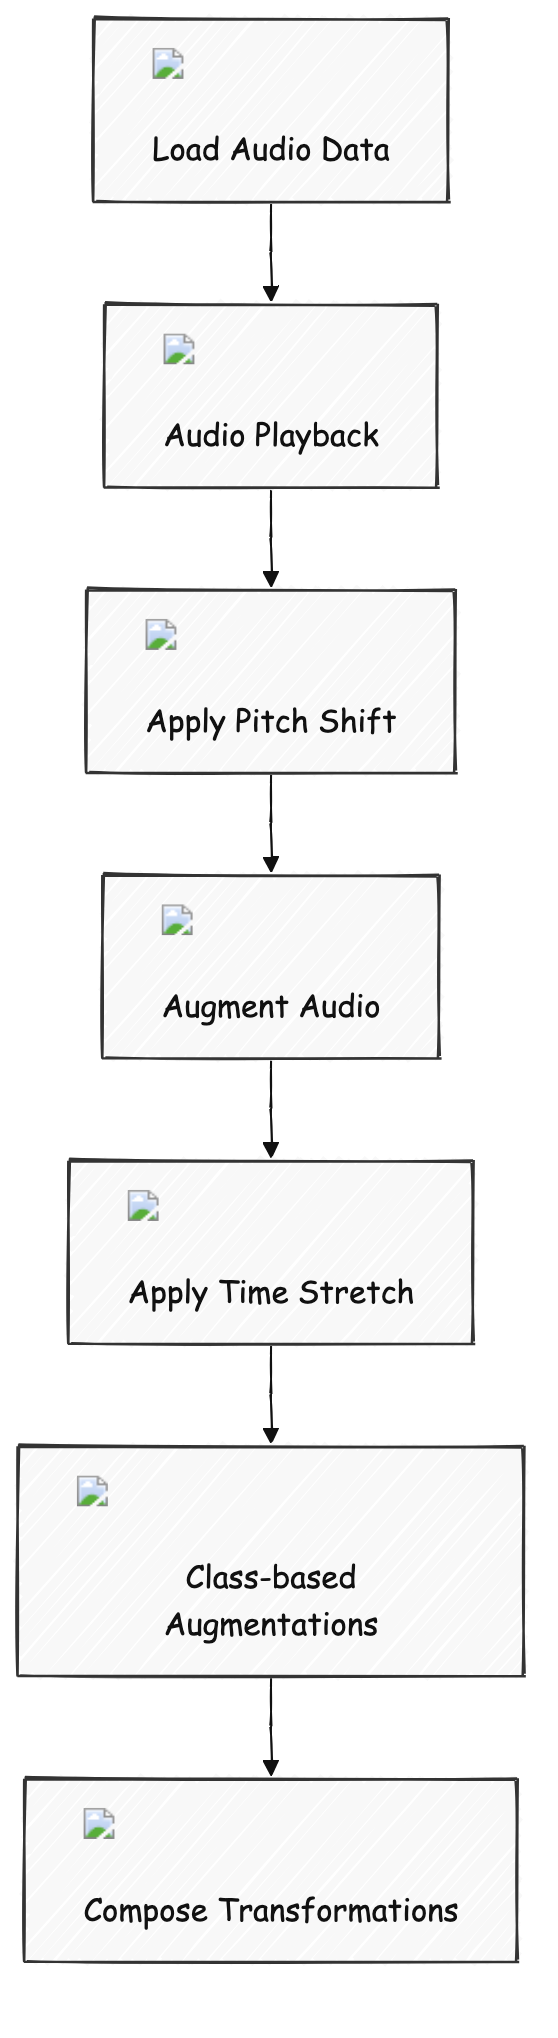 Load Audio Data
Audio Playback
Apply Pitch Shift
Augment Audio
Apply Time Stretch
Class-based
Augmentations
Compose Transformations